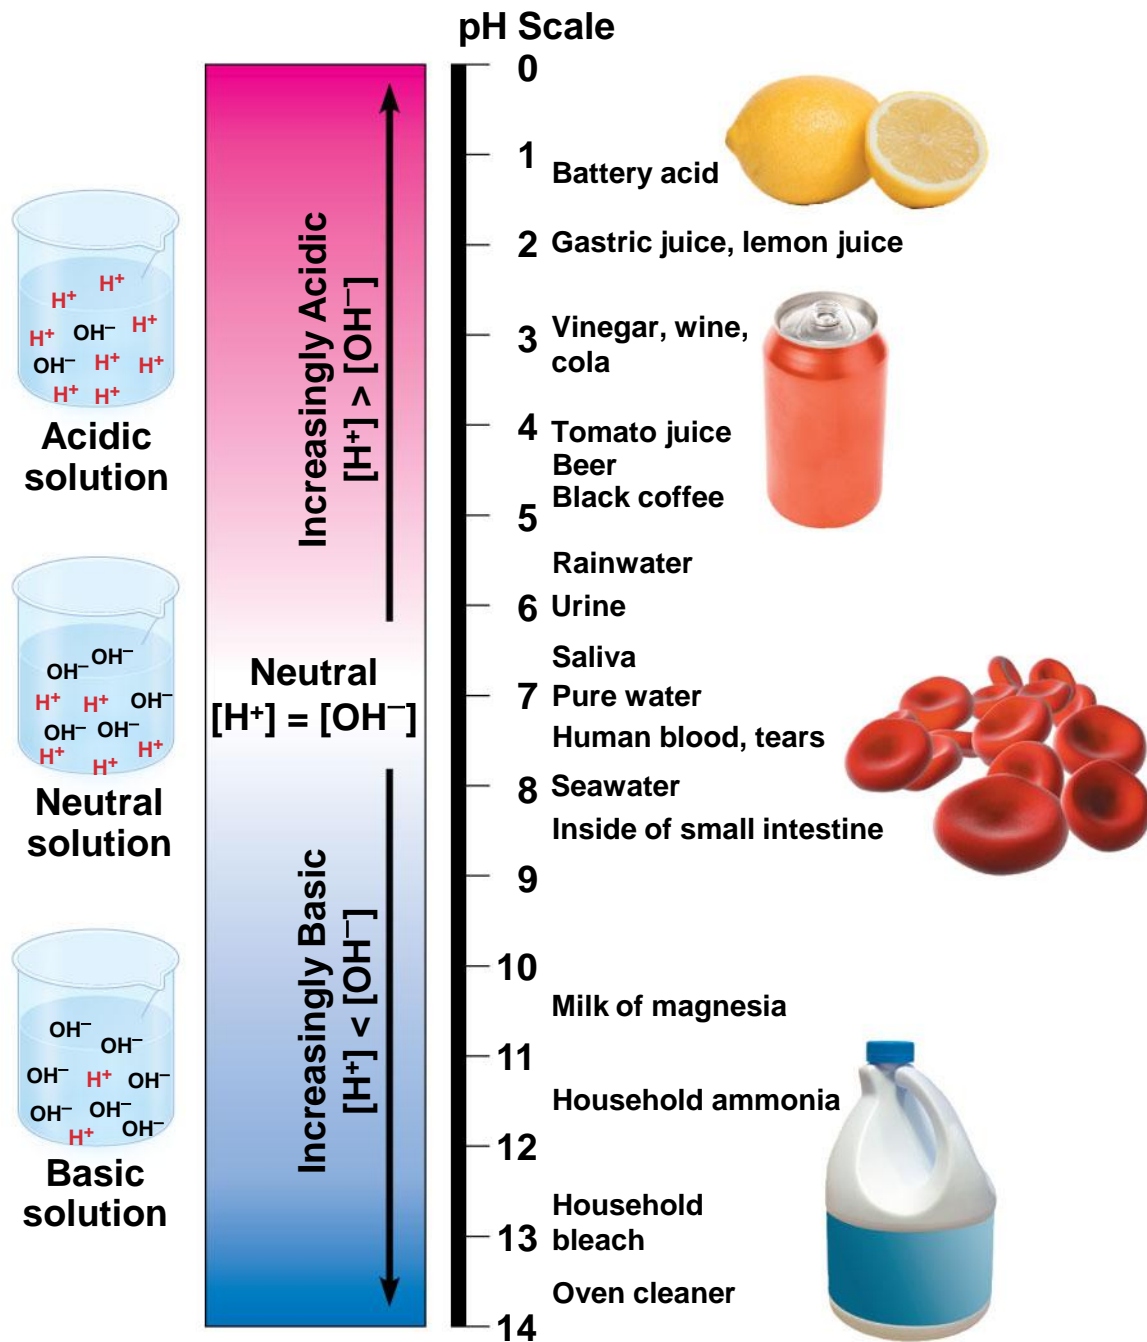 pH Scale
0
1
Battery acid
2
Gastric juice, lemon juice
3
Vinegar, wine,
cola
4
Tomato juice
Beer
Black coffee
5
Rainwater
6
Urine
Saliva
7
Pure water
Human blood, tears
8
Seawater
Inside of small intestine
9
10
Milk of magnesia
11
Household ammonia
12
Household
bleach
13
Oven cleaner
14
Increasingly Acidic
[H⁺] > [OH⁻]
Neutral
[H⁺] = [OH⁻]
Increasingly Basic
[H⁺] < [OH⁻]
H⁺ H⁺
H⁺ OH⁻ H⁺
OH⁻ H⁺ H⁺
H⁺ H⁺
Acidic
solution
OH⁻ OH⁻
H⁺ H⁺ OH⁻
OH⁻ OH⁻
H⁺ H⁺ H⁺
Neutral
solution
OH⁻ OH⁻
OH⁻ H⁺ OH⁻
OH⁻ OH⁻
H⁺ OH⁻
Basic
solution